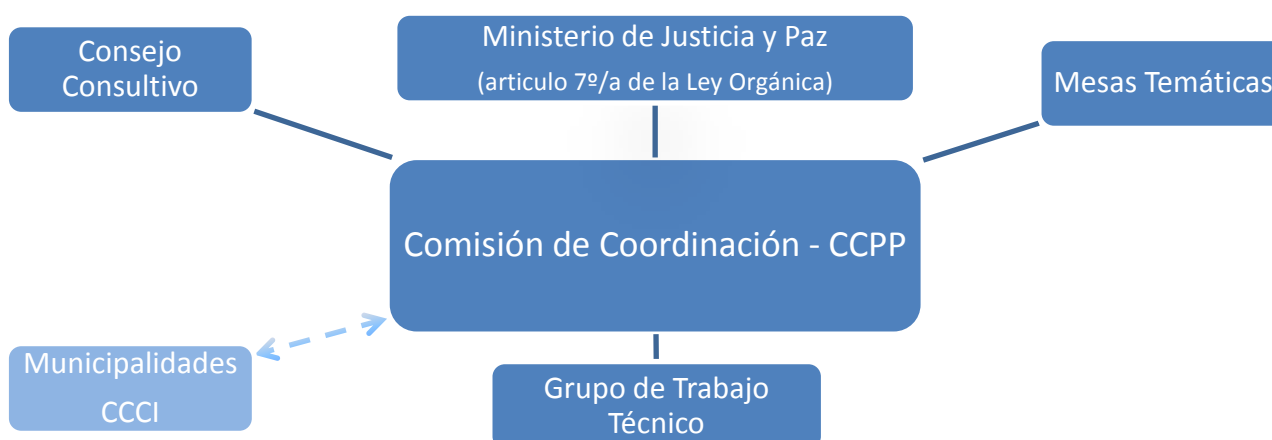 Consejo
Consultivo
Ministerio de Justicia y Paz
(articulo 7º/a de la Ley Orgánica)
Mesas Temáticas
Comisión de Coordinación - CCPP
Municipalidades
CCCI
Grupo de Trabajo
Técnico